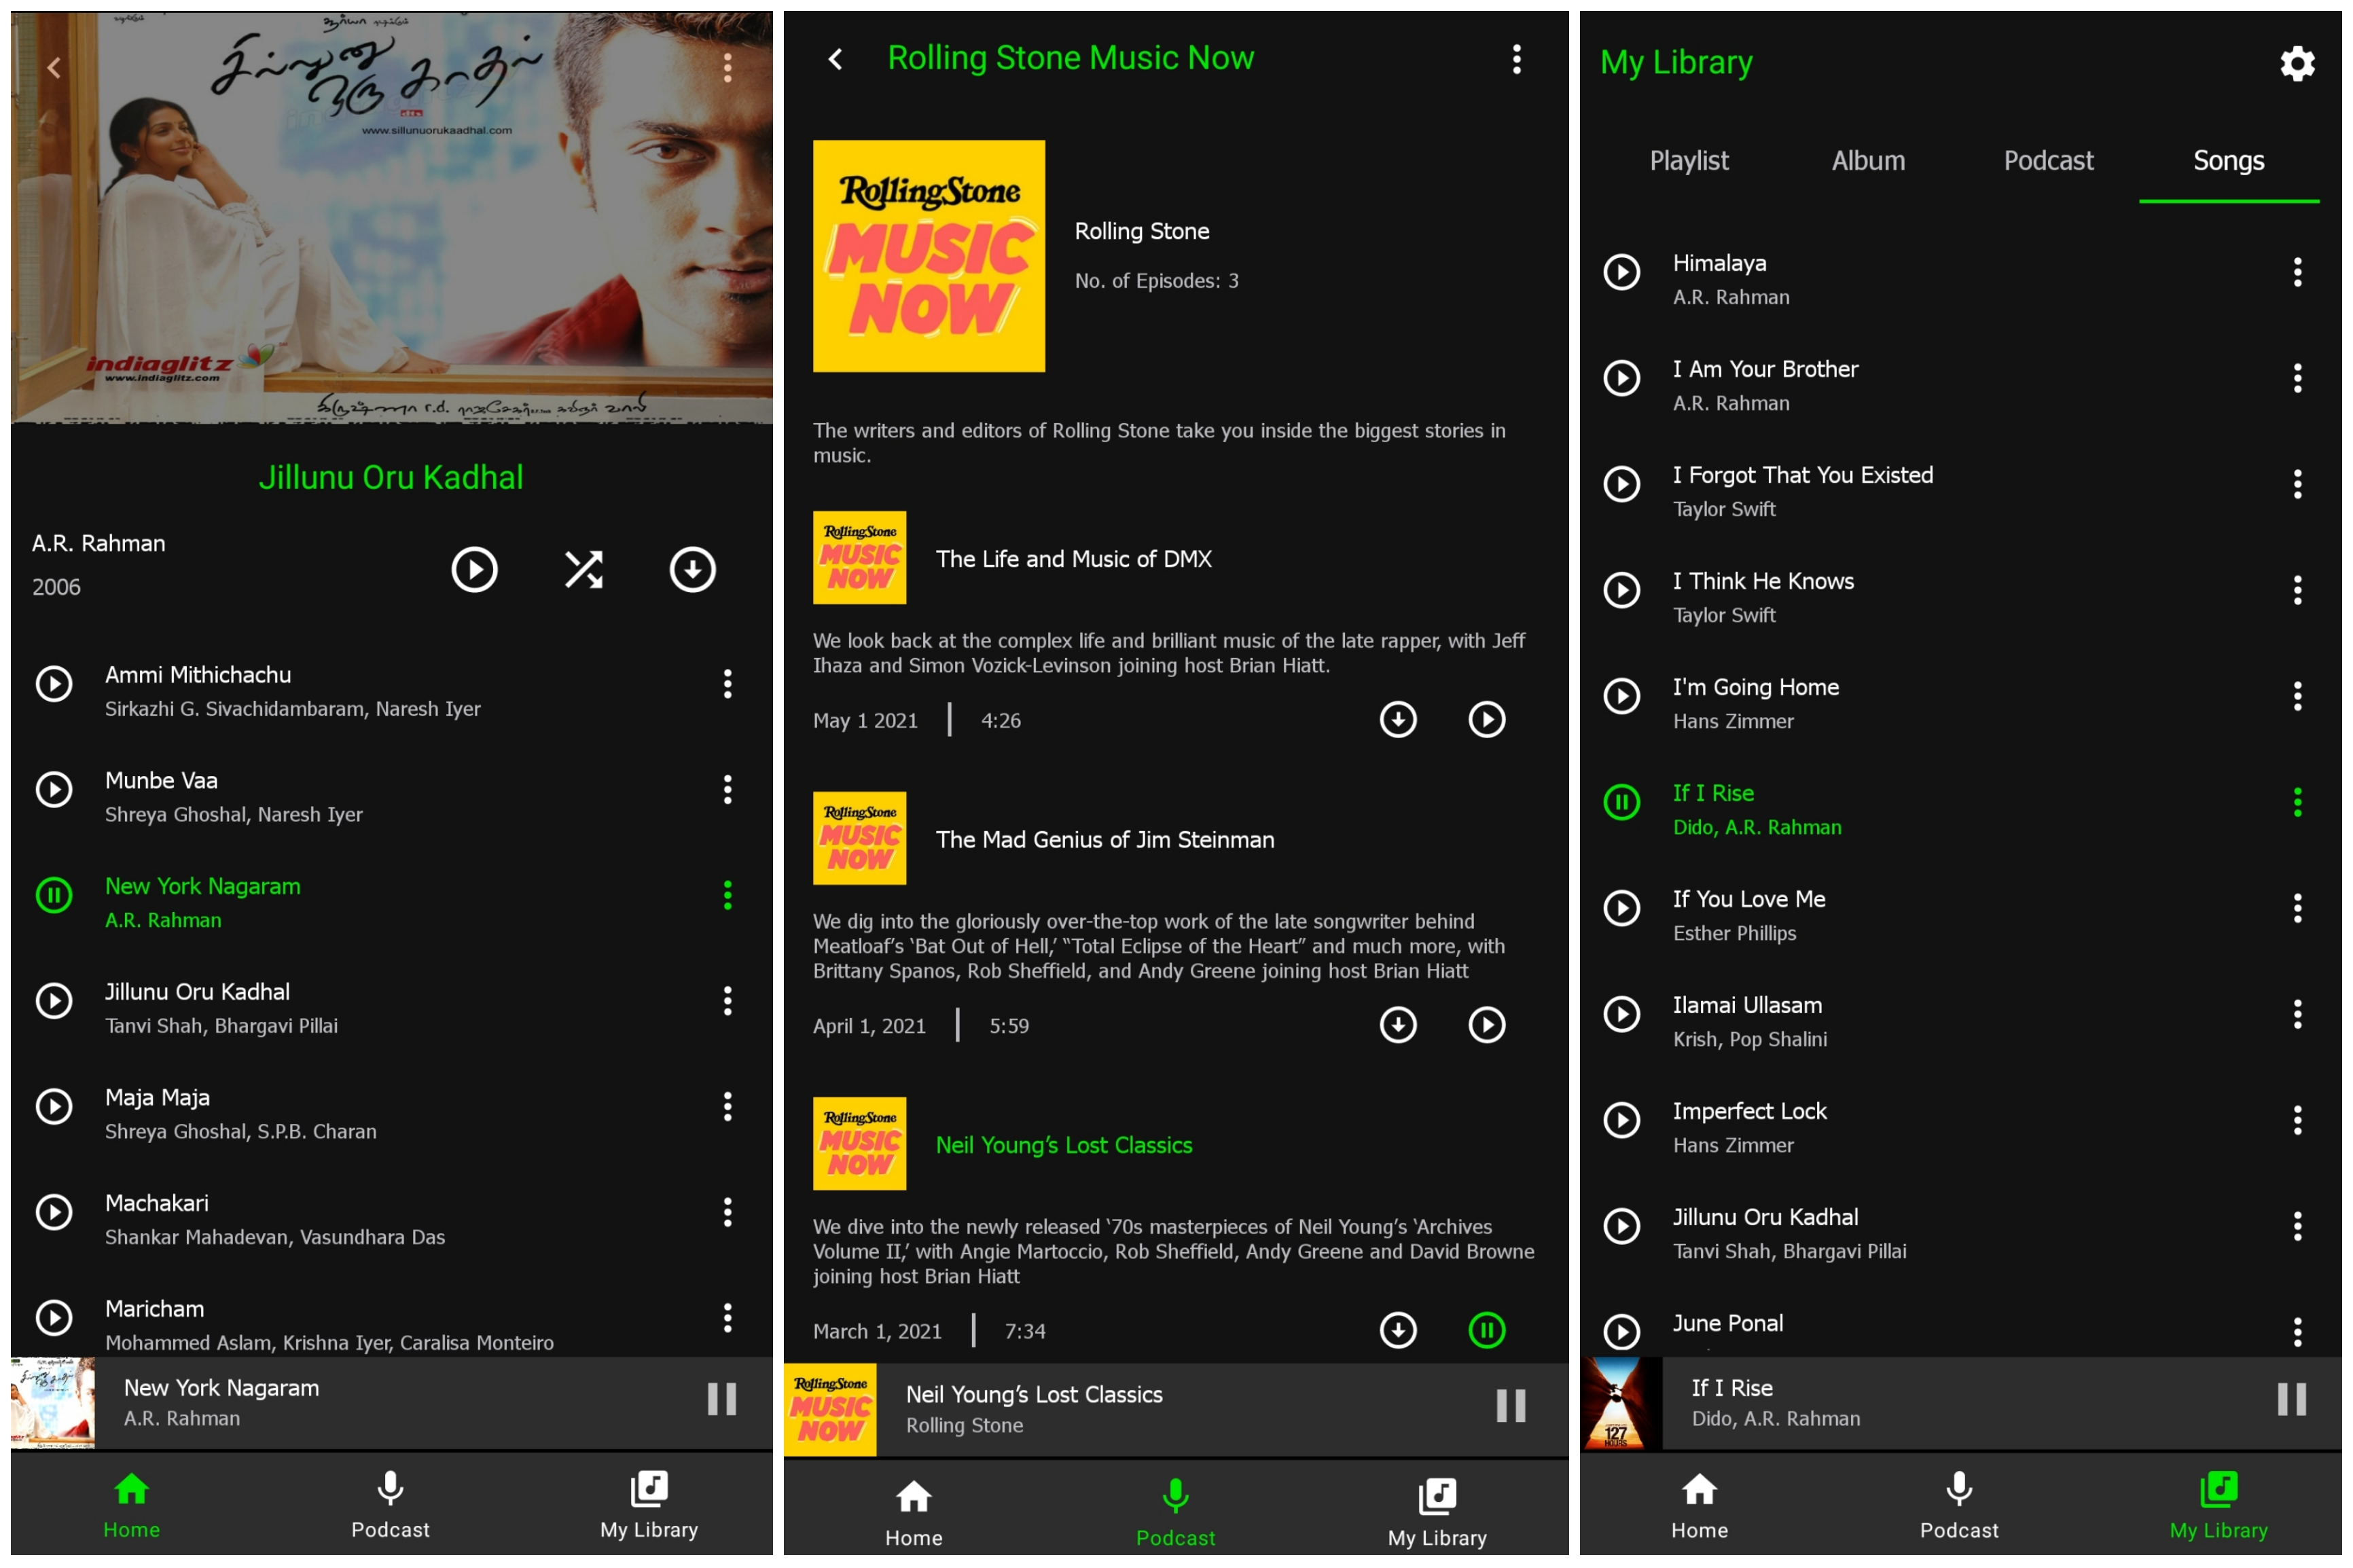 சில்லுனு
ஒரு காதல்
www.sillunuorukaadhal.com
indiaglitz
www.indiaglitz.com
Jillunu Oru Kadhal
A.R. Rahman
2006
Ammi Mithichachu
Sirkazhi G. Sivachidambaram, Naresh Iyer
Munbe Vaa
Shreya Ghoshal, Naresh Iyer
New York Nagaram
A.R. Rahman
Jillunu Oru Kadhal
Tanvi Shah, Bhargavi Pillai
Maja Maja
Shreya Ghoshal, S.P.B. Charan
Machakari
Shankar Mahadevan, Vasundhara Das
Maricham
Mohammed Aslam, Krishna Iyer, Caralisa Monteiro
New York Nagaram
A.R. Rahman
Home Podcast My Library
Rolling Stone Music Now
RollingStone
MUSIC
NOW
Rolling Stone
No. of Episodes: 3
The writers and editors of Rolling Stone take you inside the biggest stories in
music.
RollingStone
MUSIC
NOW
The Life and Music of DMX
We look back at the complex life and brilliant music of the late rapper, with Jeff
Ihaza and Simon Vozick-Levinson joining host Brian Hiatt.
May 1 2021 | 4:26
RollingStone
MUSIC
NOW
The Mad Genius of Jim Steinman
We dig into the gloriously over-the-top work of the late songwriter behind
Meatloaf's ‘Bat Out of Hell,’ “Total Eclipse of the Heart” and much more, with
Brittany Spanos, Rob Sheffield, and Andy Greene joining host Brian Hiatt
April 1, 2021 | 5:59
RollingStone
MUSIC
NOW
Neil Young’s Lost Classics
We dive into the newly released ‘70s masterpieces of Neil Young’s ‘Archives
Volume II,’ with Angie Martoccio, Rob Sheffield, Andy Greene and David Browne
joining host Brian Hiatt
March 1, 2021 | 7:34
RollingStone
MUSIC
NOW
Neil Young’s Lost Classics
Rolling Stone
Home Podcast My Library
My Library
Playlist Album Podcast Songs
Himalaya
A.R. Rahman
I Am Your Brother
A.R. Rahman
I Forgot That You Existed
Taylor Swift
I Think He Knows
Taylor Swift
I'm Going Home
Hans Zimmer
If I Rise
Dido, A.R. Rahman
If You Love Me
Esther Phillips
Ilamai Ullasam
Krish, Pop Shalini
Imperfect Lock
Hans Zimmer
Jillunu Oru Kadhal
Tanvi Shah, Bhargavi Pillai
June Ponal
127
HOURS
If I Rise
Dido, A.R. Rahman
Home Podcast My Library